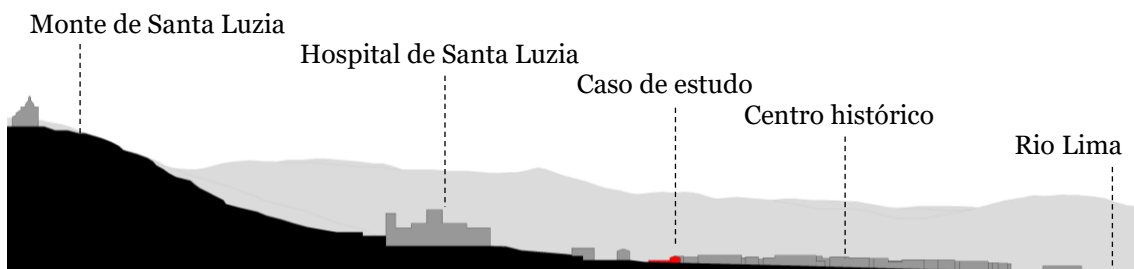 Monte de Santa Luzia
Hospital de Santa Luzia
Caso de estudo
Centro histórico
Rio Lima